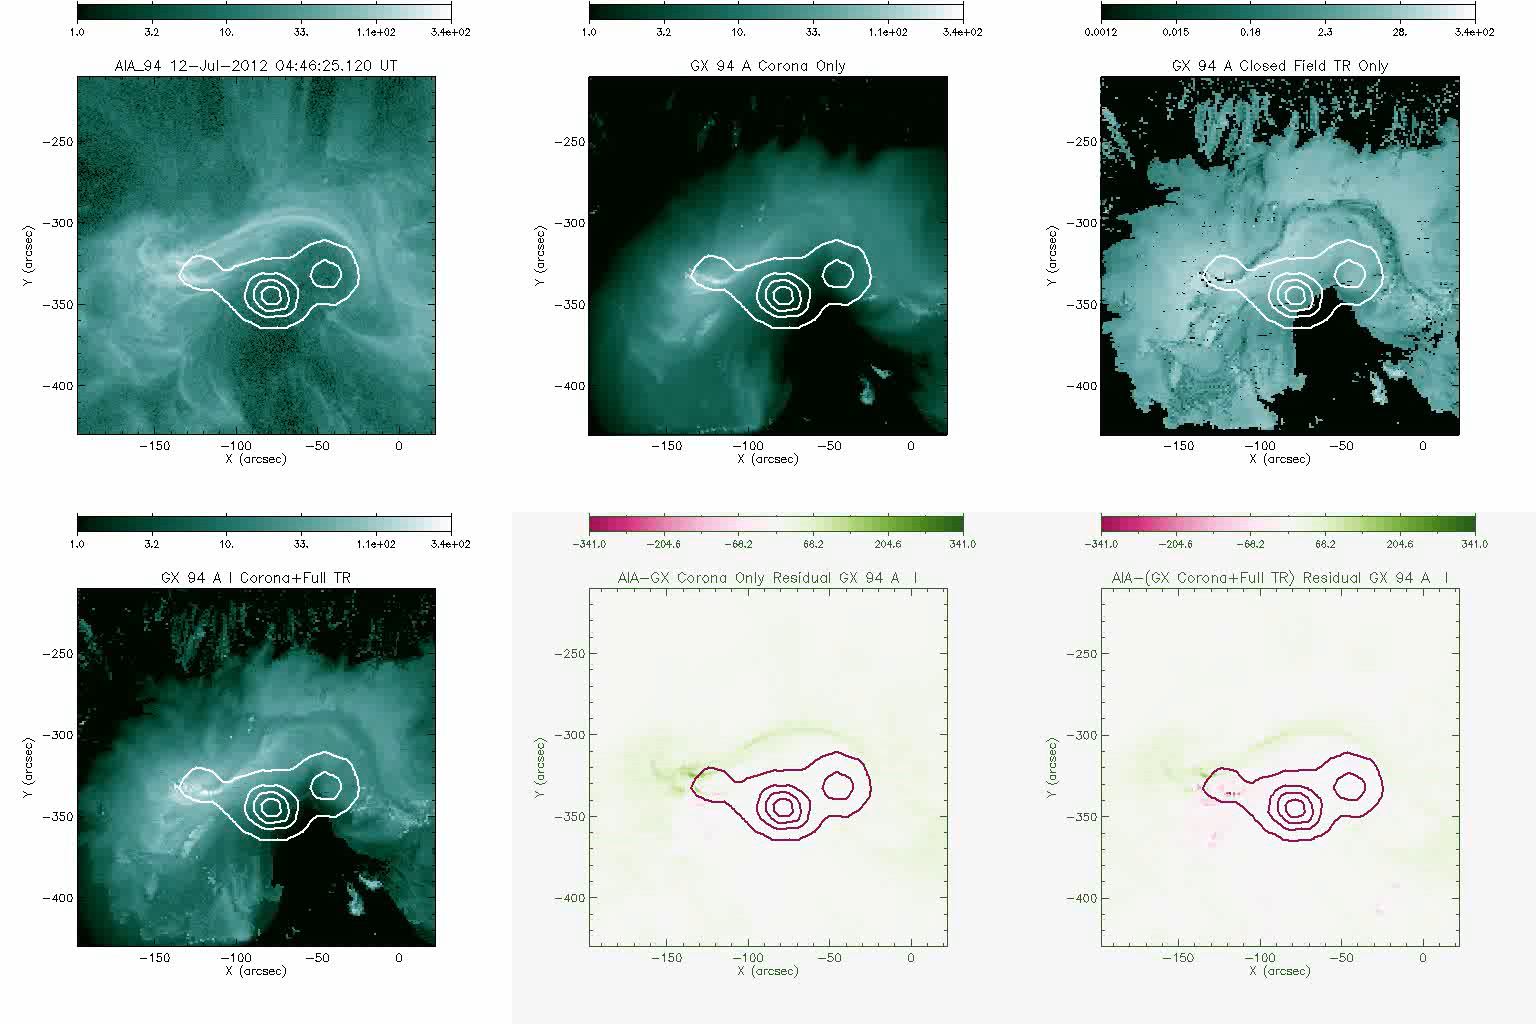 1.0 3.2 10. 33. 1.1e+02 3.4e+02
AIA_94 12-Jul-2012 04:46:25.120 UT
-250
-300
-350
-400
Y (arcsec)
-150 -100 -50 0
X (arcsec)
1.0 3.2 10. 33. 1.1e+02 3.4e+02
GX 94 A Corona Only
-250
-300
-350
-400
Y (arcsec)
-150 -100 -50 0
X (arcsec)
0.0012 0.015 0.18 2.3 28. 3.4e+02
GX 94 A Closed Field TR Only
-250
-300
-350
-400
Y (arcsec)
-150 -100 -50 0
X (arcsec)
1.0 3.2 10. 33. 1.1e+02 3.4e+02
GX 94 A I Corona+Full TR
-250
-300
-350
-400
Y (arcsec)
-150 -100 -50 0
X (arcsec)
-341.0 -204.6 -68.2 68.2 204.6 341.0
AIA-GX Corona Only Residual GX 94 A I
-250
-300
-350
-400
Y (arcsec)
-150 -100 -50 0
X (arcsec)
-341.0 -204.6 -68.2 68.2 204.6 341.0
AIA-(GX Corona+Full TR) Residual GX 94 A I
-250
-300
-350
-400
Y (arcsec)
-150 -100 -50 0
X (arcsec)